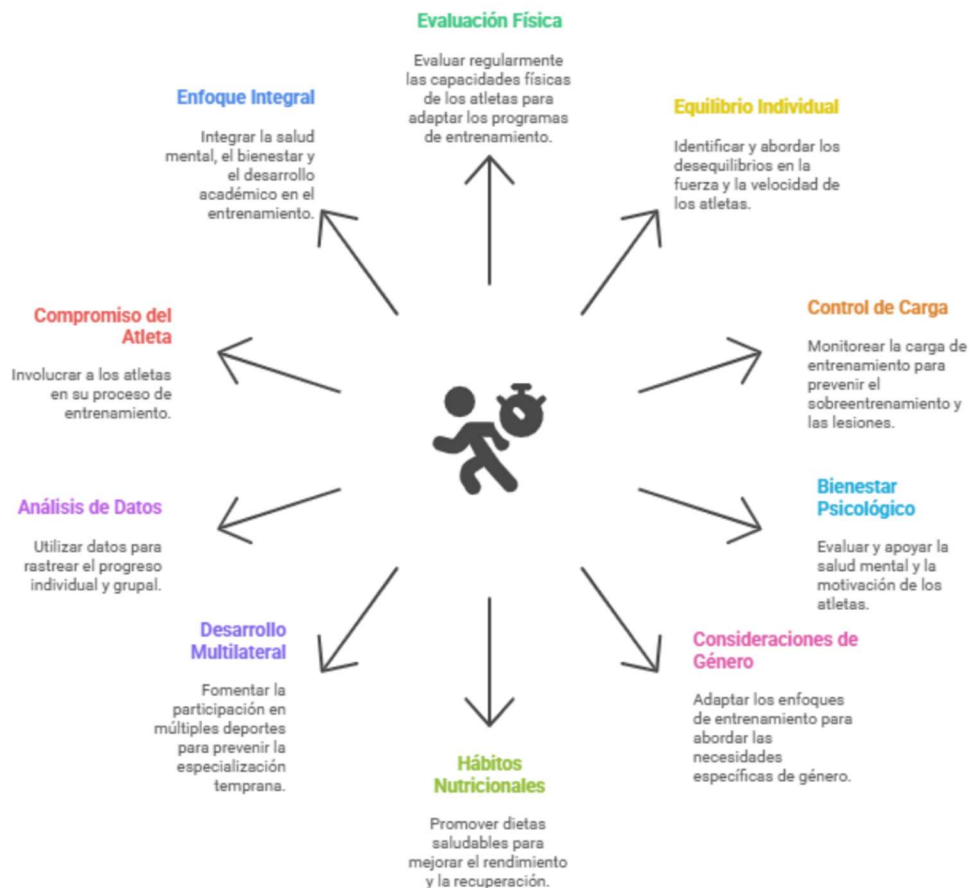 Evaluación Física
Evaluar regularmente
las capacidades físicas
de los atletas para
adaptar los programas
de entrenamiento.
Equilibrio Individual
Identificar y abordar los
desequilibrios en la
fuerza y la velocidad de
los atletas.
Control de Carga
Monitorear la carga de
entrenamiento para
prevenir el
sobreentrenamiento y
las lesiones.
Bienestar
Psicológico
Evaluar y apoyar la
salud mental y la
motivación de los
atletas.
Consideraciones de
Género
Adaptar los enfoques
de entrenamiento para
abordar las
necesidades
específicas de género.
Hábitos
Nutricionales
Promover dietas
saludables para
mejorar el rendimiento
y la recuperación.
Desarrollo
Multilateral
Fomentar la
participación en
múltiples deportes
para prevenir la
especialización
temprana.
Análisis de Datos
Utilizar datos para
rastrear el progreso
individual y grupal.
Compromiso del
Atleta
Involucrar a los atletas
en su proceso de
entrenamiento.
Enfoque Integral
Integrar la salud
mental, el bienestar y
el desarrollo
académico en el
entrenamiento.